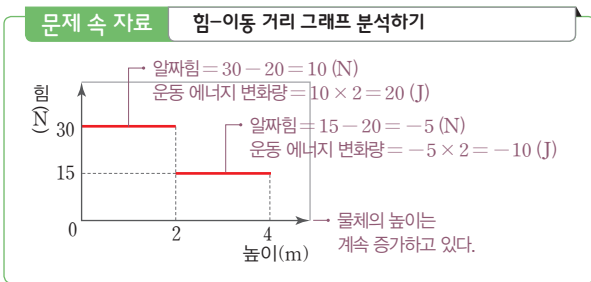 문제 속 자료
힘-이동 거리 그래프 분석하기
알짜힘=30-20=10 (N)
운동 에너지 변화량=10×2=20 (J)
힘
(N)
30
알짜힘=15-20=-5 (N)
운동 에너지 변화량=-5×2=-10 (J)
15
물체의 높이는
계속 증가하고 있다.
0
2
4
높이(m)